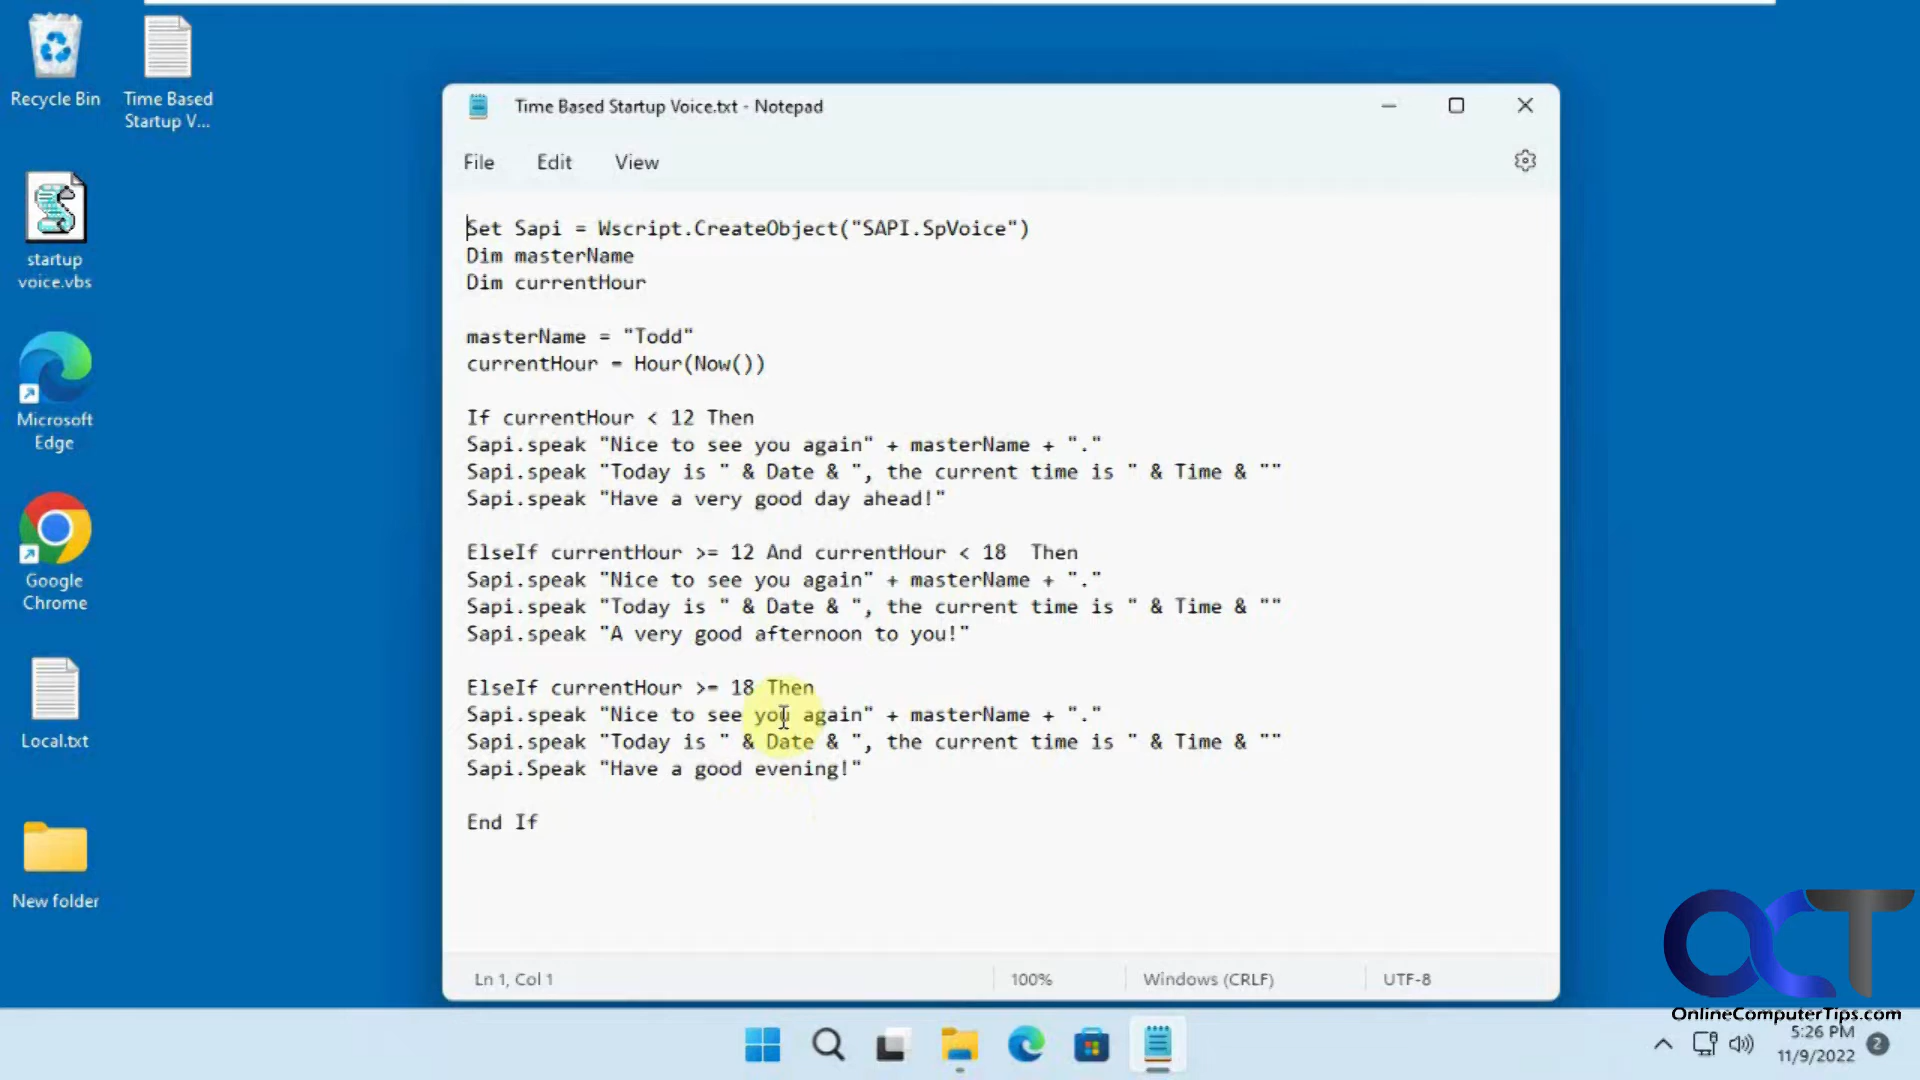 Recycle Bin
Time Based
Startup V...
startup
voice.vbs
Microsoft
Edge
Google
Chrome
Local.txt
New folder
Time Based Startup Voice.txt - Notepad
File Edit View
Set Sapi = Wscript.CreateObject("SAPI.SpVoice")
Dim masterName
Dim currentHour
masterName = "Todd"
currentHour = Hour(Now())
If currentHour < 12 Then
Sapi.speak "Nice to see you again" + masterName + "."
Sapi.speak "Today is " & Date & ", the current time is " & Time & ""
Sapi.speak "Have a very good day ahead!"
ElseIf currentHour >= 12 And currentHour < 18  Then
Sapi.speak "Nice to see you again" + masterName + "."
Sapi.speak "Today is " & Date & ", the current time is " & Time & ""
Sapi.speak "A very good afternoon to you!"
ElseIf currentHour >= 18 Then
Sapi.speak "Nice to see you again" + masterName + "."
Sapi.speak "Today is " & Date & ", the current time is " & Time & ""
Sapi.Speak "Have a good evening!"
End If
Ln 1, Col 1 100% Windows (CRLF) UTF-8
OCT
OnlineComputerTips.com
5:26 PM
11/9/2022 2